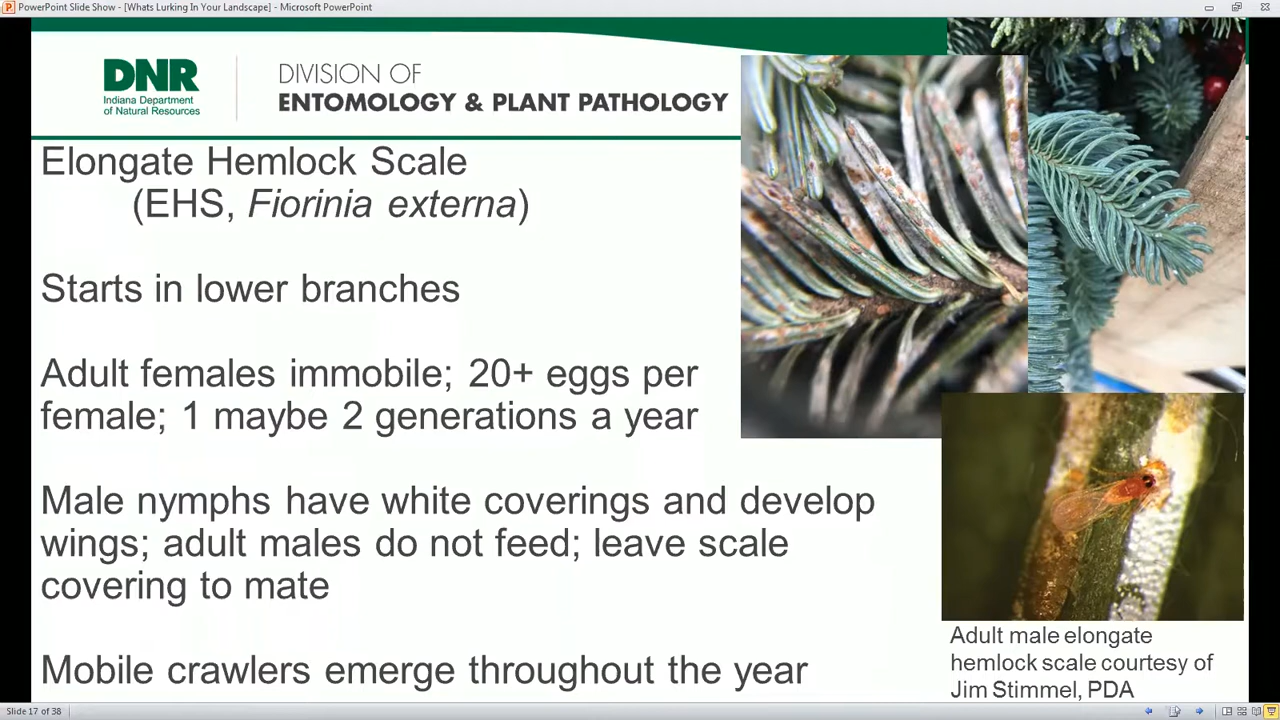 PowerPoint Slide Show - [Whats Lurking In Your Landscape] - Microsoft PowerPoint
DNR
Indiana Department
of Natural Resources
DIVISION OF
ENTOMOLOGY & PLANT PATHOLOGY
Elongate Hemlock Scale
(EHS, Fiorinia externa)
Starts in lower branches
Adult females immobile; 20+ eggs per
female; 1 maybe 2 generations a year
Male nymphs have white coverings and develop
wings; adult males do not feed; leave scale
covering to mate
Mobile crawlers emerge throughout the year
Adult male elongate
hemlock scale courtesy of
Jim Stimmel, PDA
Slide 17 of 38